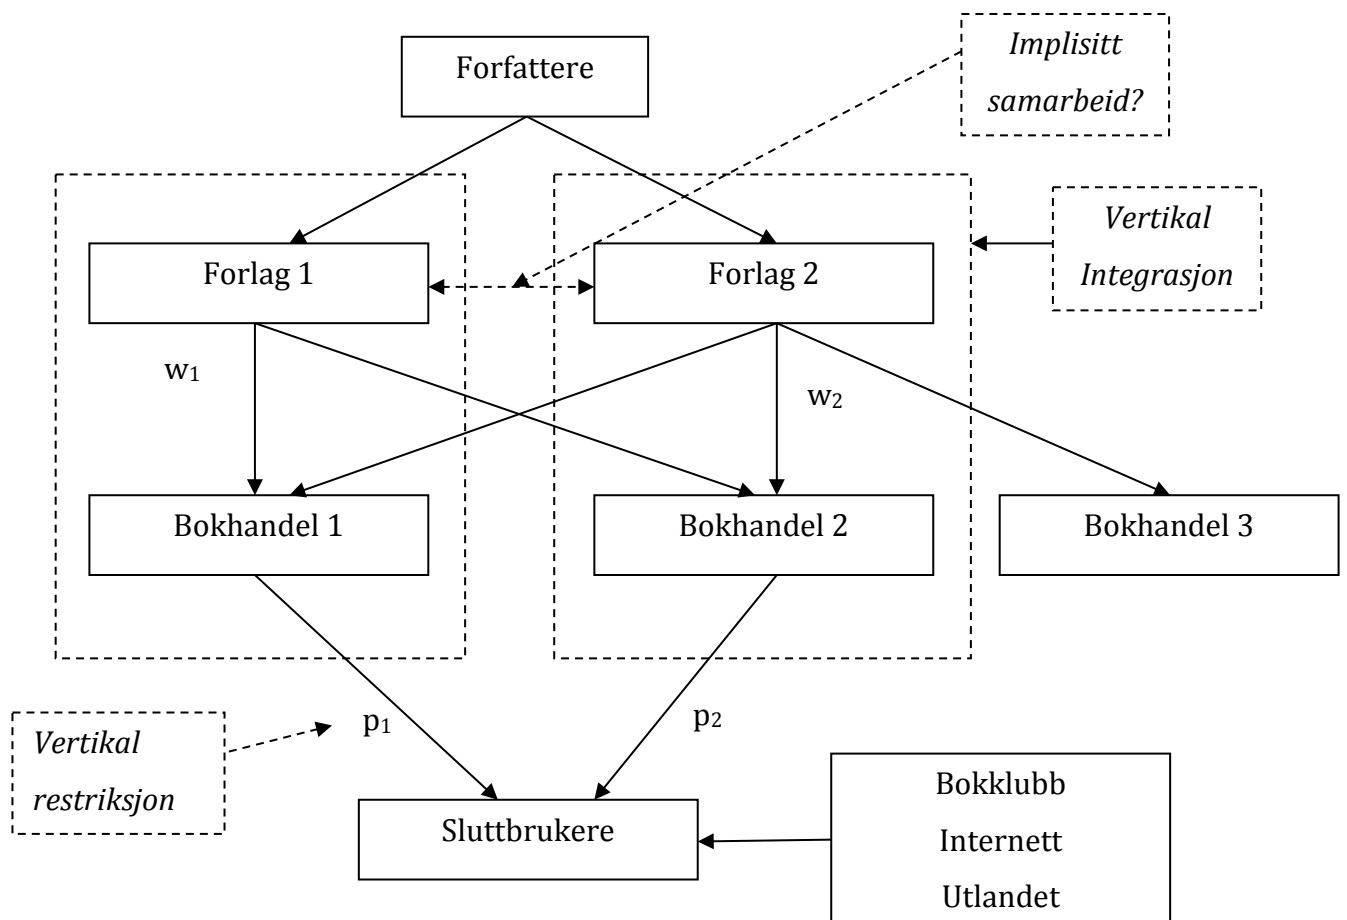 Forfattere
Implisitt
samarbeid?
Vertikal
Integrasjon
Forlag 1
Forlag 2
w1
w2
Bokhandel 1
Bokhandel 2
Bokhandel 3
p1
p2
Vertikal
restriksjon
Sluttbrukere
Bokklubb
Internett
Utlandet